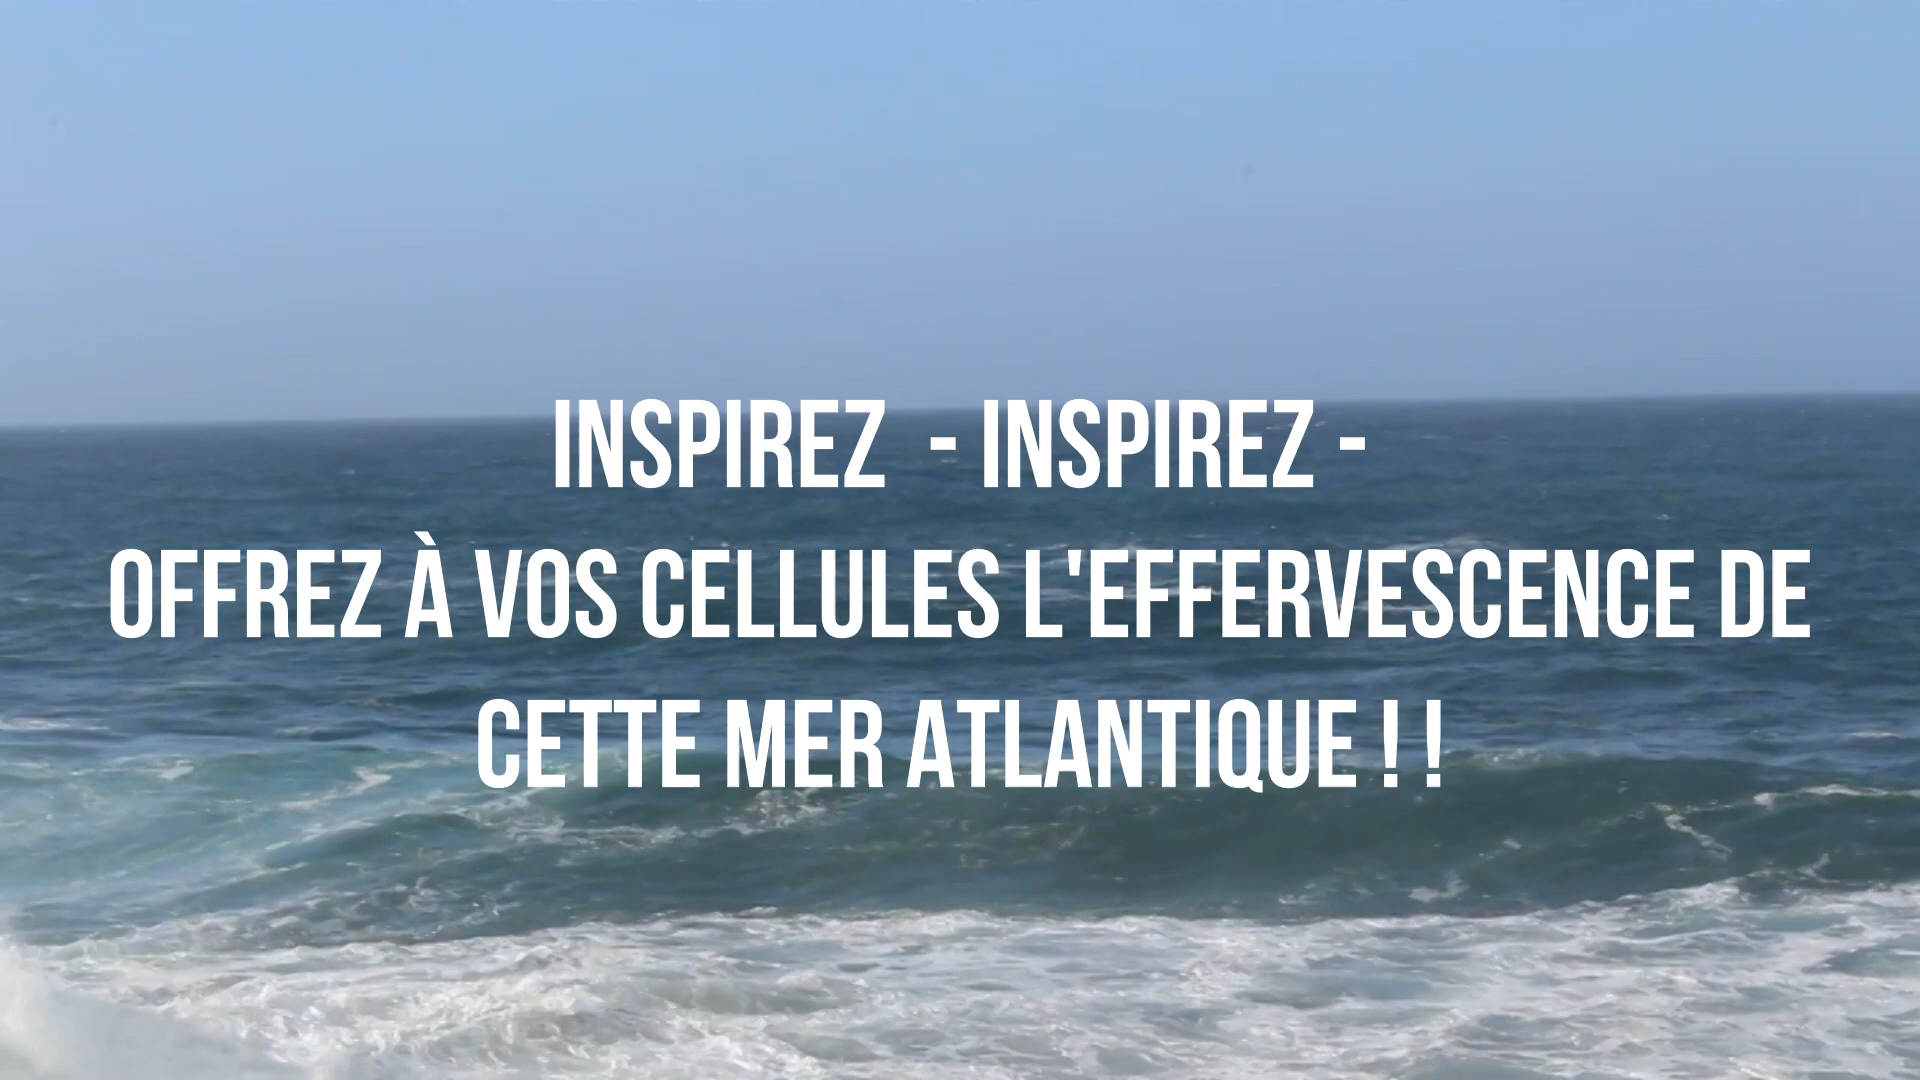 INSPIREZ  - INSPIREZ -
OFFREZ À VOS CELLULES L'EFFERVESCENCE DE
CETTE MER ATLANTIQUE ! !